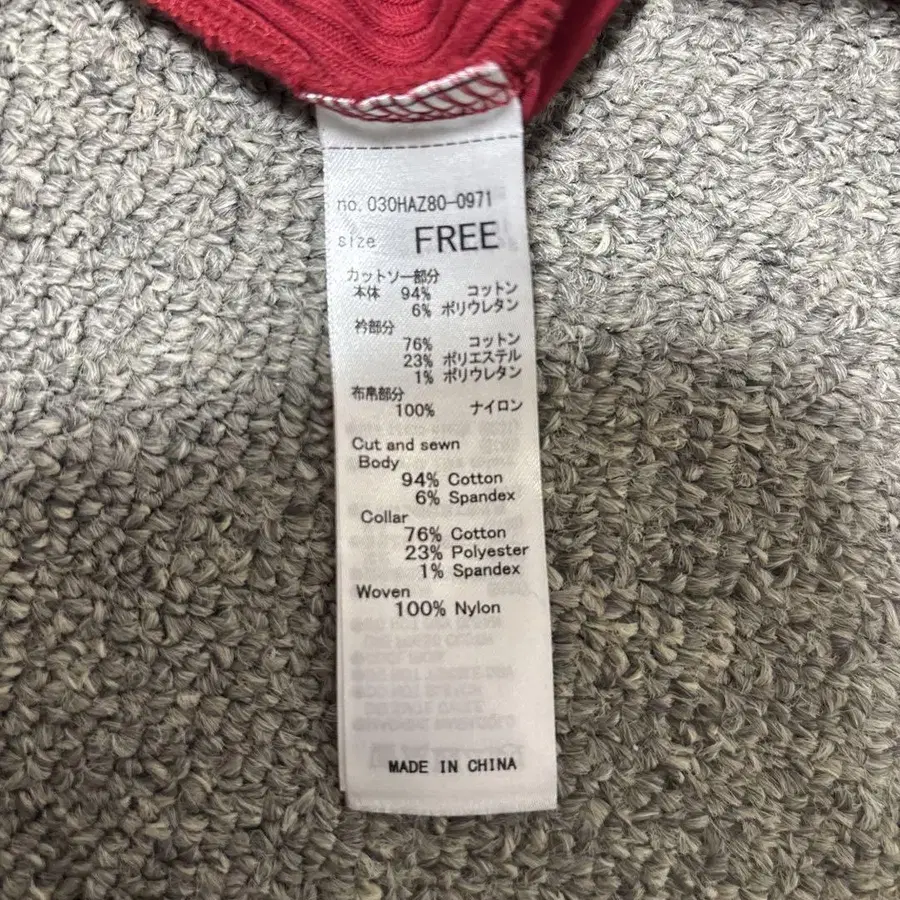 no. 030HAZ80-0971
size FREE
カットソー部分
本体 94% コットン
6% ポリウレタン
衿部分
76% コットン
23% ポリエステル
1% ポリウレタン
布帛部分
100% ナイロン
Cut and sewn
Body
94% Cotton
6% Spandex
Collar
76% Cotton
23% Polyester
1% Spandex
Woven
100% Nylon
MADE IN CHINA